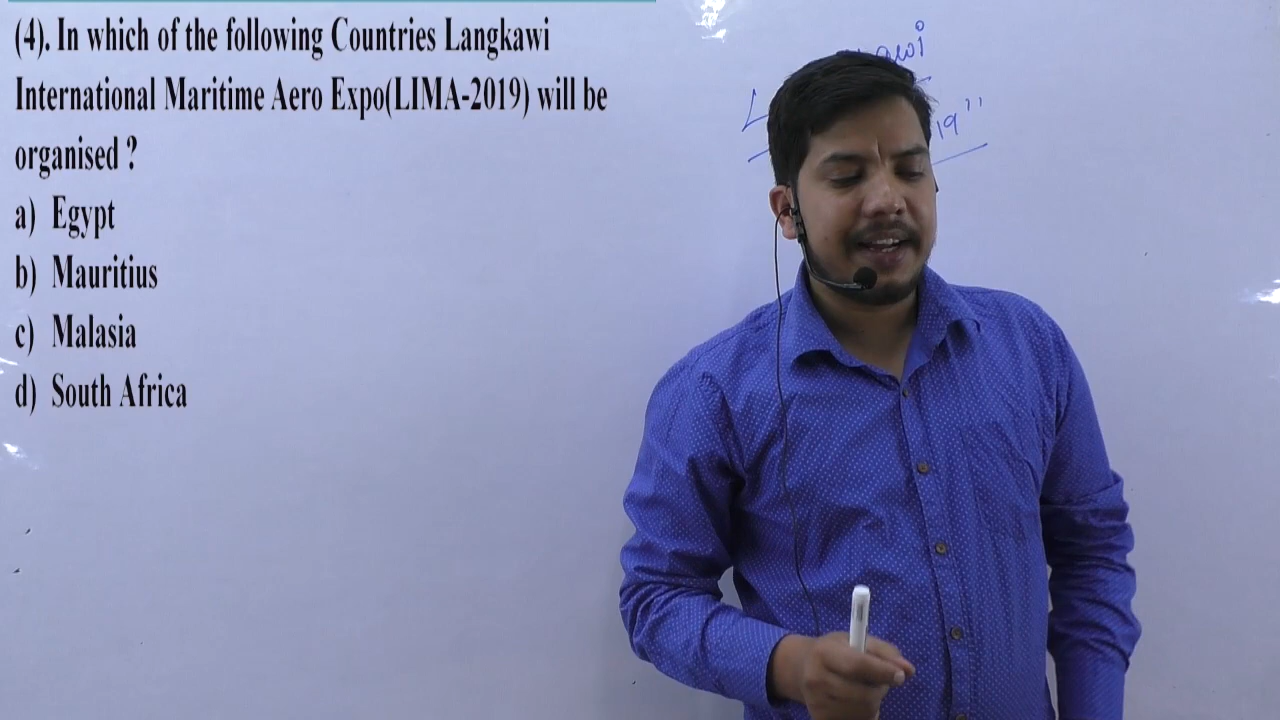 (4). In which of the following Countries Langkawi
International Maritime Aero Expo(LIMA-2019) will be
organised ?
a) Egypt
b) Mauritius
c) Malasia
d) South Africa
19"